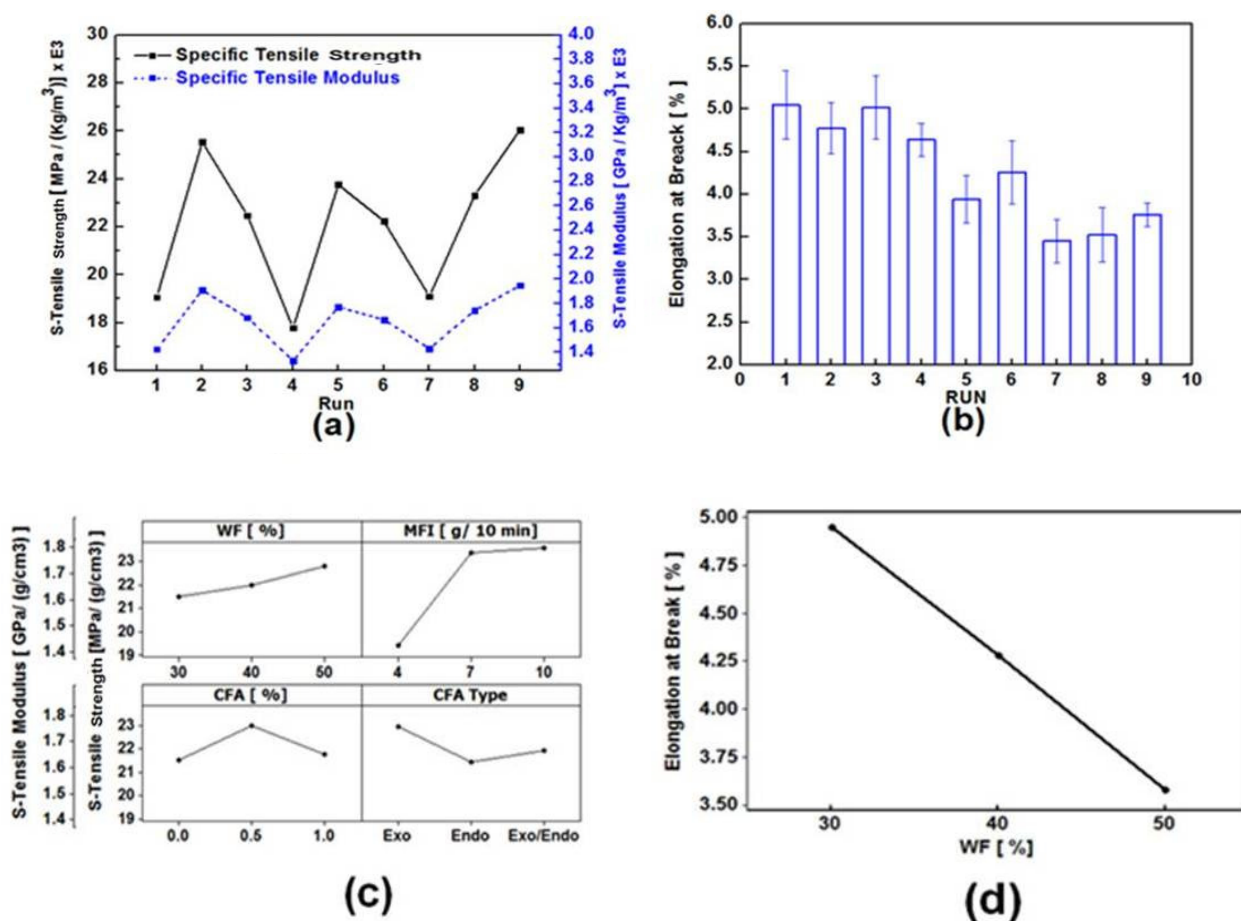 30
28
26
24
22
20
18
16
S-Tensile Strength [ MPa / (Kg/m³)] x E3
Specific Tensile Strength
Specific Tensile Modulus
4.0
3.8
3.6
3.4
3.2
3.0
2.8
2.6
2.4
2.2
2.0
1.8
1.6
1.4
S-Tensile Modulus [ GPa / Kg/m³] x E3
1 2 3 4 5 6 7 8 9
Run
(a)
6.0
5.5
5.0
4.5
4.0
3.5
3.0
2.5
2.0
Elongation at Breack [ % ]
0 1 2 3 4 5 6 7 8 9 10
RUN
(b)
S-Tensile Modulus [ GPa/ (g/cm3) ]
S-Tensile Strength [MPa/ (g/cm3) ]
WF [ %] MFI [ g/ 10 min]
1.8
1.7
1.6
1.4
23
22
21
20
19
30 40 50 4 7 10
CFA [ %] CFA Type
1.8
1.7
1.6
1.4
23
22
21
20
19
0.0 0.5 1.0 Exo Endo Exo/Endo
(c)
5.00
4.75
4.50
4.25
4.00
3.75
3.50
Elongation at Break [ % ]
30 40 50
WF [ %]
(d)